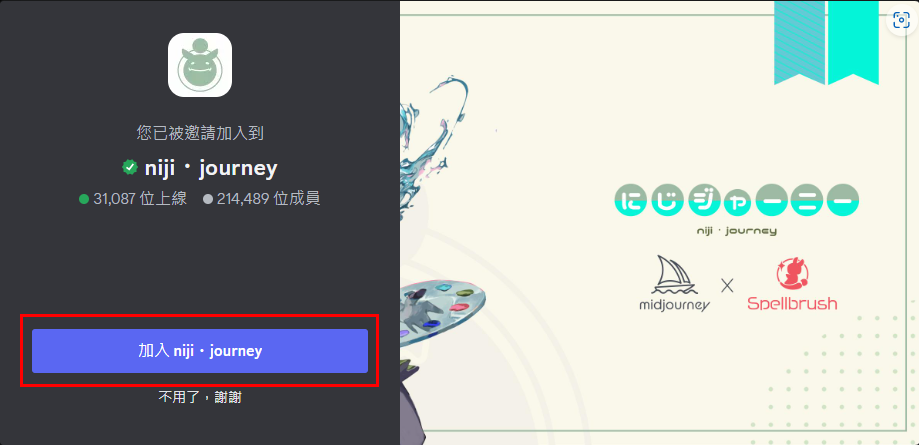 您已被邀請加入到
niji・journey
31,087 位上線 214,489 位成員
加入 niji・journey
不用了，謝謝
にじジャーニー
niji・journey
midjourney X Spellbrush